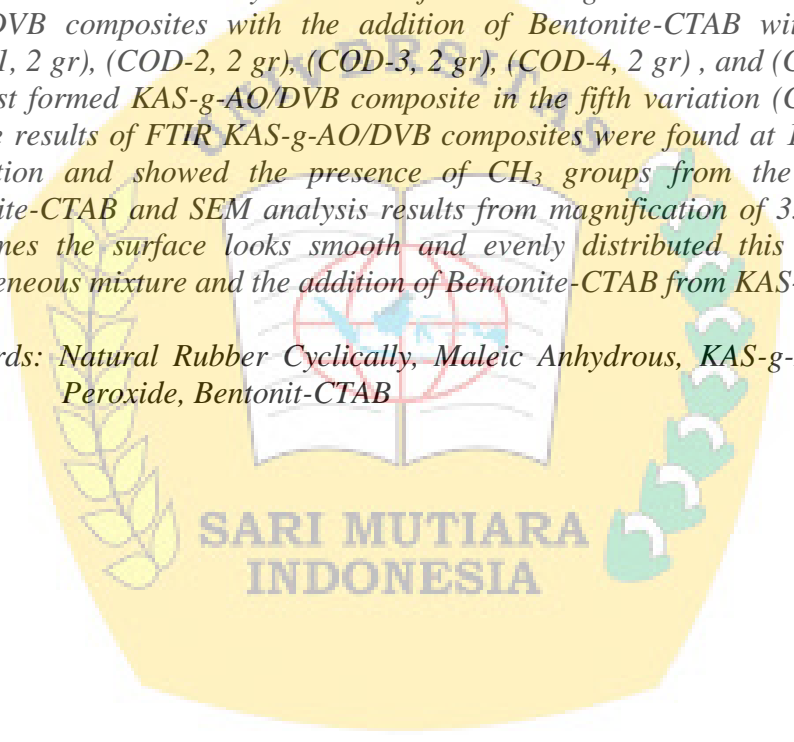 DVB composites with the addition of Bentonite-CTAB wi
1, 2 gr), (COD-2, 2 gr), (COD-3, 2 gr), (COD-4, 2 gr) , and (C
st formed KAS-g-AO/DVB composite in the fifth variation (C
e results of FTIR KAS-g-AO/DVB composites were found at 1
tion and showed the presence of CH3 groups from the
ite-CTAB and SEM analysis results from magnification of 3.
nes the surface looks smooth and evenly distributed this
eneous mixture and the addition of Bentonite-CTAB from KAS-
rds: Natural Rubber Cyclically, Maleic Anhydrous, KAS-g-
Peroxide, Bentonit-CTAB
UNIVERSITAS
SARI MUTIARA
INDONESIA